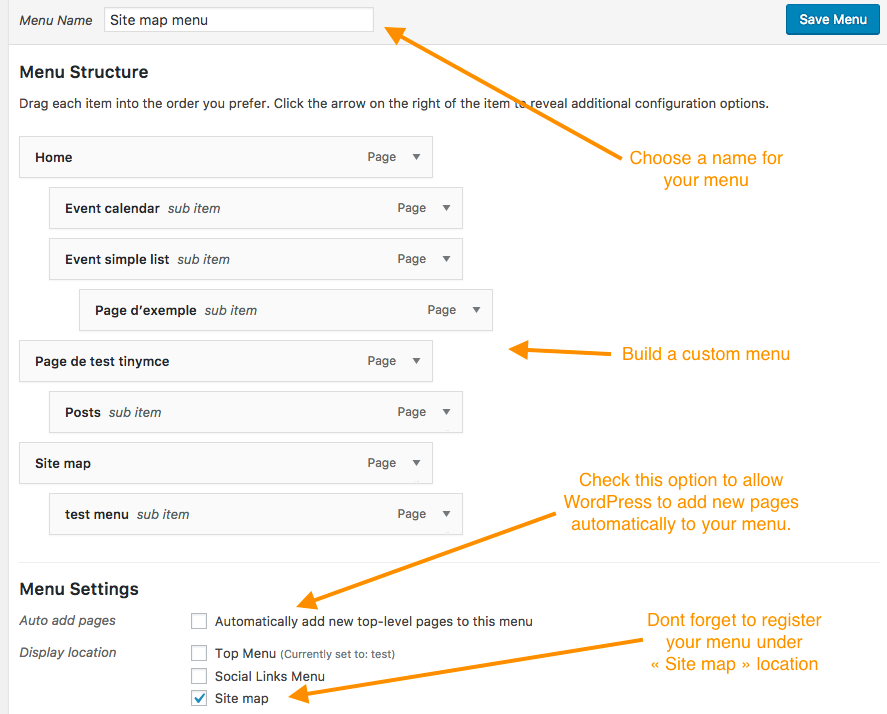 Menu Name Site map menu Save Menu
Menu Structure
Drag each item into the order you prefer. Click the arrow on the right of the item to reveal additional configuration options.
Home Page
Choose a name for
your menu
Event calendar sub item Page
Event simple list sub item Page
Page d’exemple sub item Page
Build a custom menu
Page de test tinymce Page
Posts sub item Page
Site map Page
Check this option to allow
WordPress to add new pages
automatically to your menu.
test menu sub item Page
Menu Settings
Auto add pages Automatically add new top-level pages to this menu
Dont forget to register
your menu under
« Site map » location
Display location Top Menu (Currently set to: test)
Social Links Menu
Site map